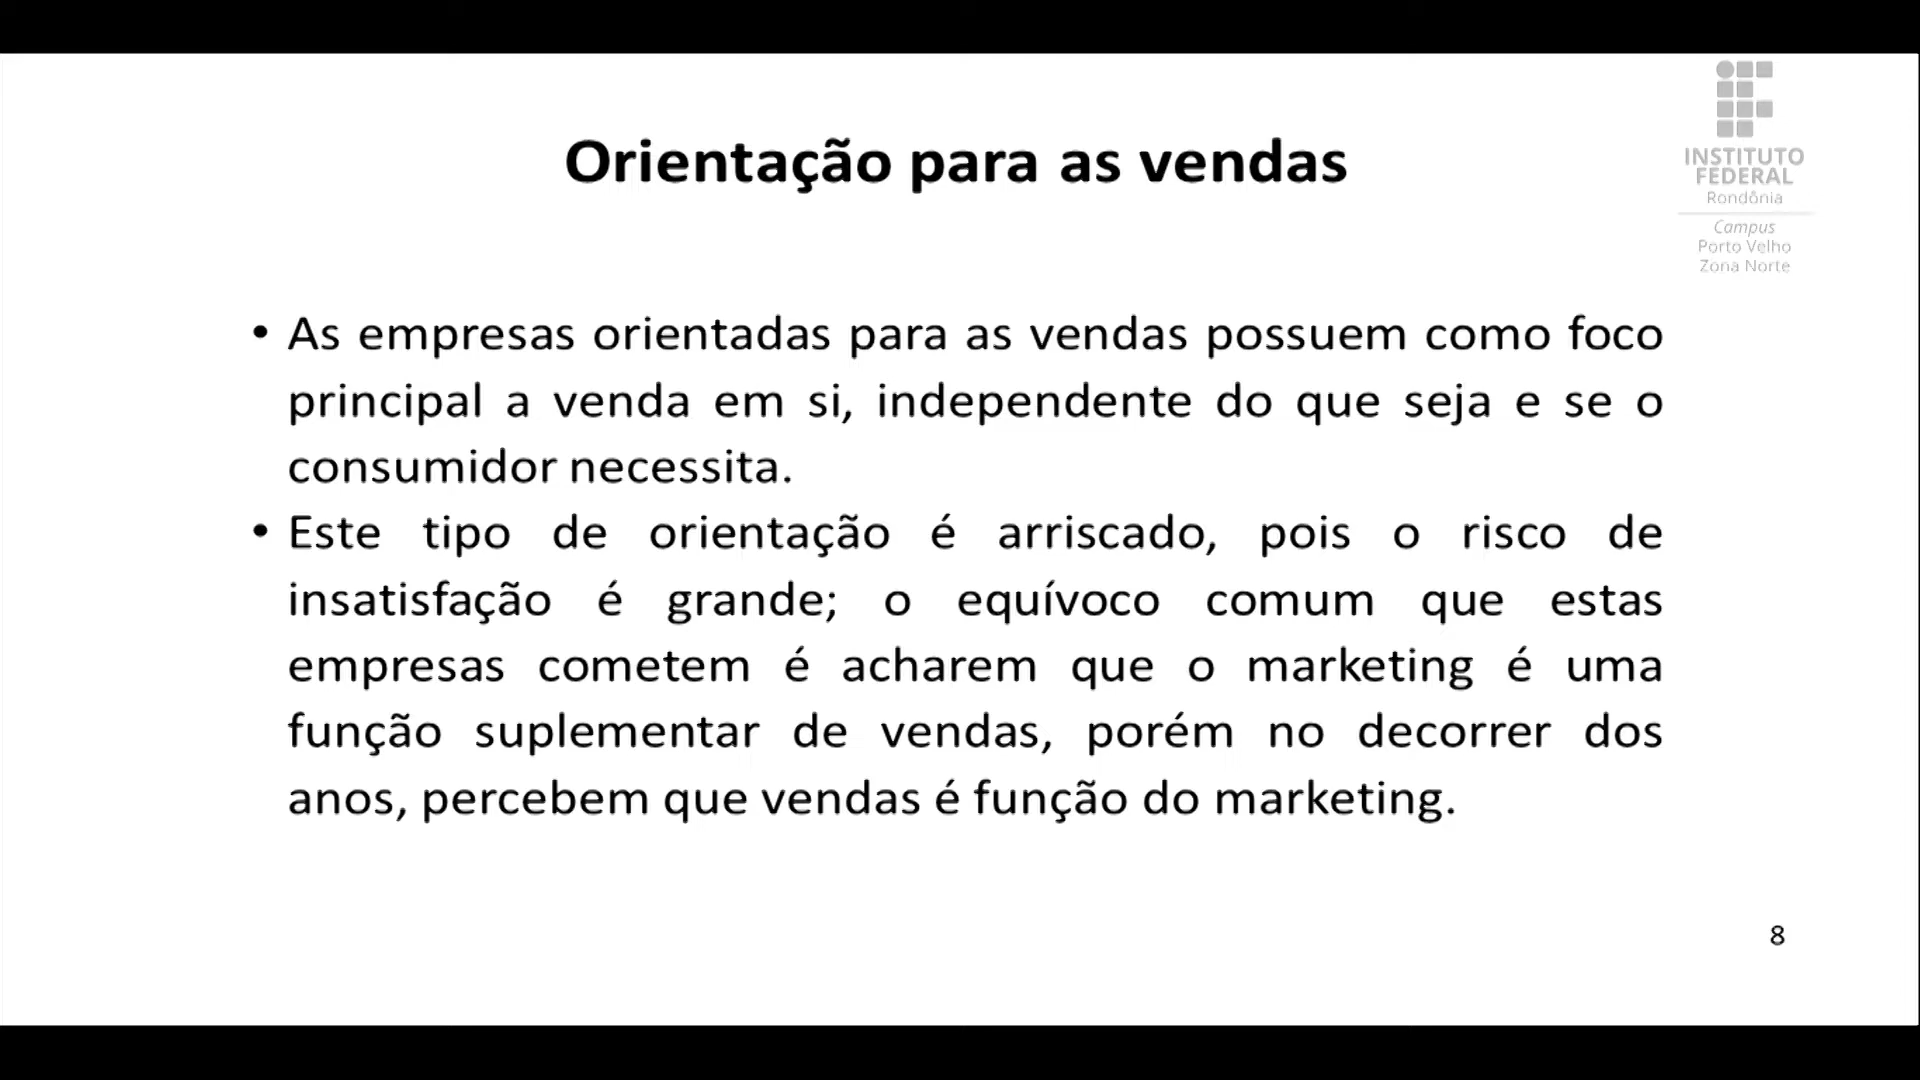 INSTITUTO
FEDERAL
Rondônia
Campus
Porto Velho
Zona Norte
Orientação para as vendas
• As empresas orientadas para as vendas possuem como foco
principal a venda em si, independente do que seja e se o
consumidor necessita.
• Este tipo de orientação é arriscado, pois o risco de
insatisfação é grande; o equívoco comum que estas
empresas cometem é acharem que o marketing é uma
função suplementar de vendas, porém no decorrer dos
anos, percebem que vendas é função do marketing.
8